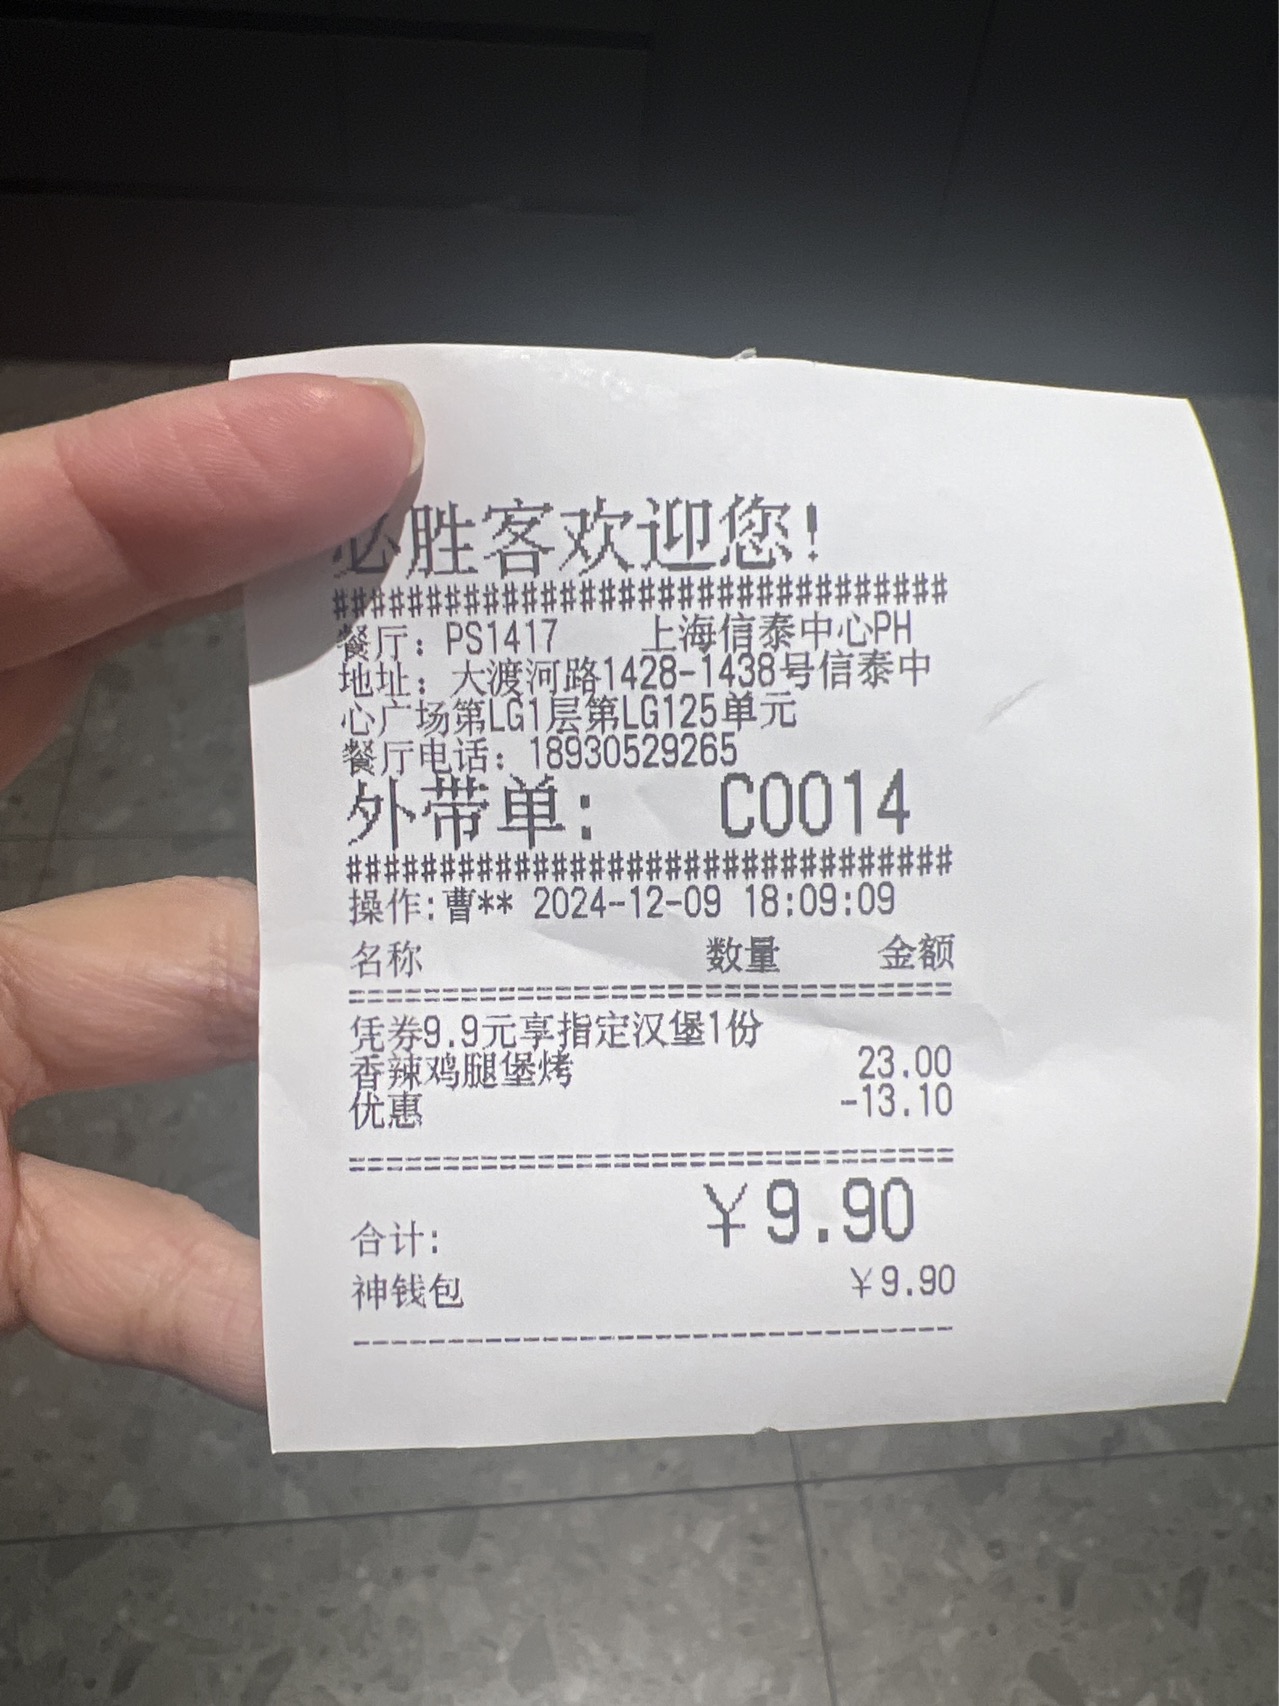 必胜客欢迎您!
#################################
餐厅: PS1417 上海信泰中心PH
地址: 大渡河路1428-1438号信泰中
心广场第LG1层第LG125单元
餐厅电话: 18930529265
外带单: C0014
#################################
操作:曹** 2024-12-09 18:09:09
名称 数量 金额
=================================
凭券9.9元享指定汉堡1份
香辣鸡腿堡烤 23.00
优惠 -13.10
=================================
合计: ￥9.90
神钱包 ￥9.90
---------------------------------